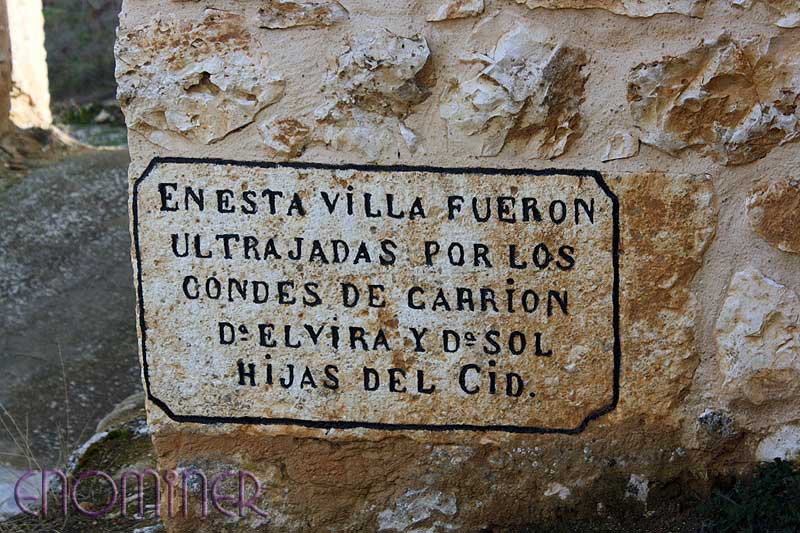 EN ESTA VILLA FUERON
ULTRAJADAS POR LOS
CONDES DE CARRION
Dª ELVIRA Y Dª SOL
HIJAS DEL CID.
ENOMINER